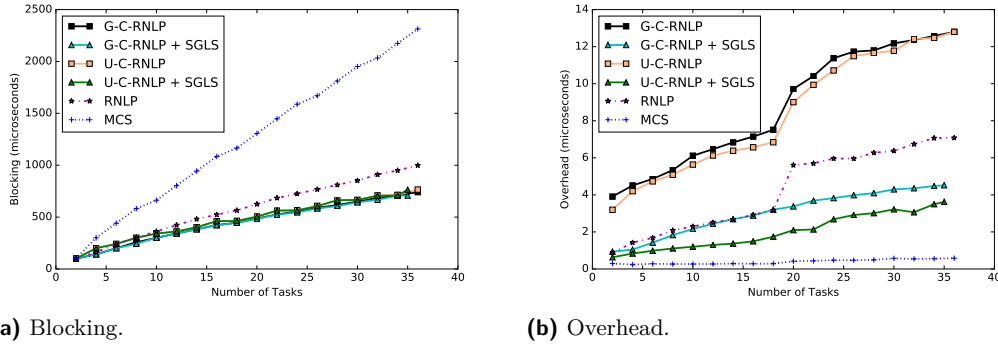 2500
2000
1500
1000
500
0
Blocking (microseconds)
G-C-RNLP
G-C-RNLP + SGLS
U-C-RNLP
U-C-RNLP + SGLS
RNLP
MCS
0 5 10 15 20 25 30 35 40
Number of Tasks
a) Blocking.
14
12
10
8
6
4
2
0
Overhead (microseconds)
G-C-RNLP
G-C-RNLP + SGLS
U-C-RNLP
U-C-RNLP + SGLS
RNLP
MCS
0 5 10 15 20 25 30 35 40
Number of Tasks
(b) Overhead.